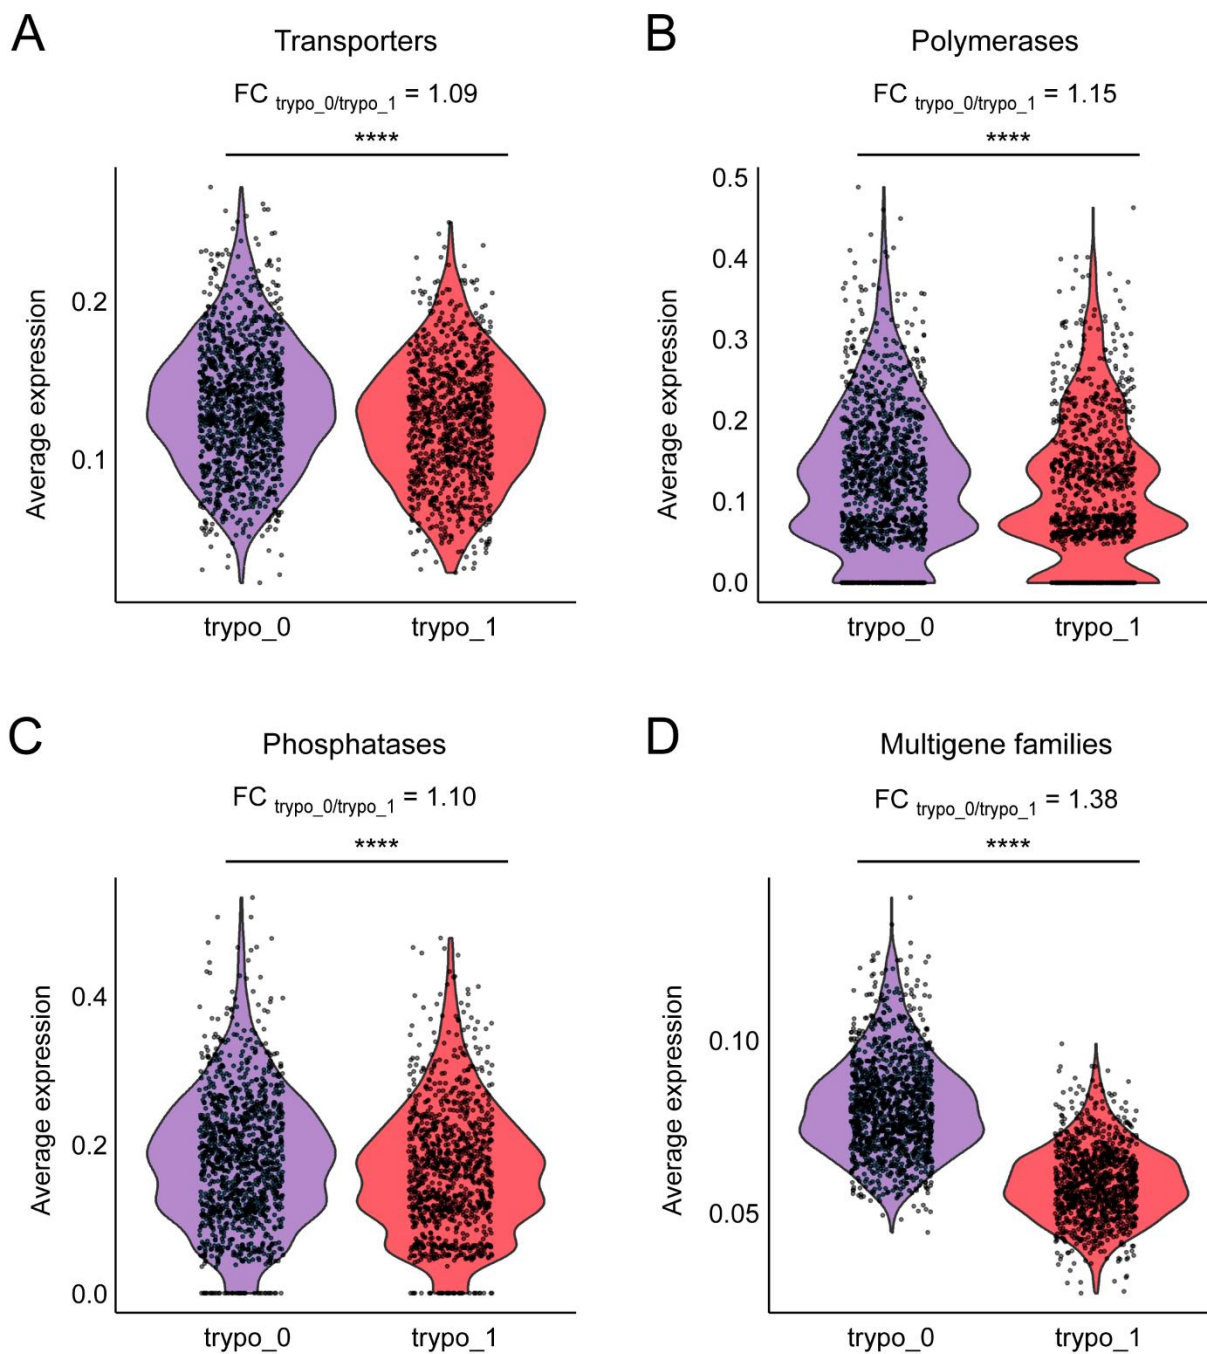 A
Transporters
FC trypo_0/trypo_1 = 1.09
****
Average expression
0.2
0.1
trypo_0
trypo_1
B
Polymerases
FC trypo_0/trypo_1 = 1.15
****
Average expression
0.5
0.4
0.3
0.2
0.1
0.0
trypo_0
trypo_1
C
Phosphatases
FC trypo_0/trypo_1 = 1.10
****
Average expression
0.4
0.2
0.0
trypo_0
trypo_1
D
Multigene families
FC trypo_0/trypo_1 = 1.38
****
Average expression
0.10
0.05
trypo_0
trypo_1